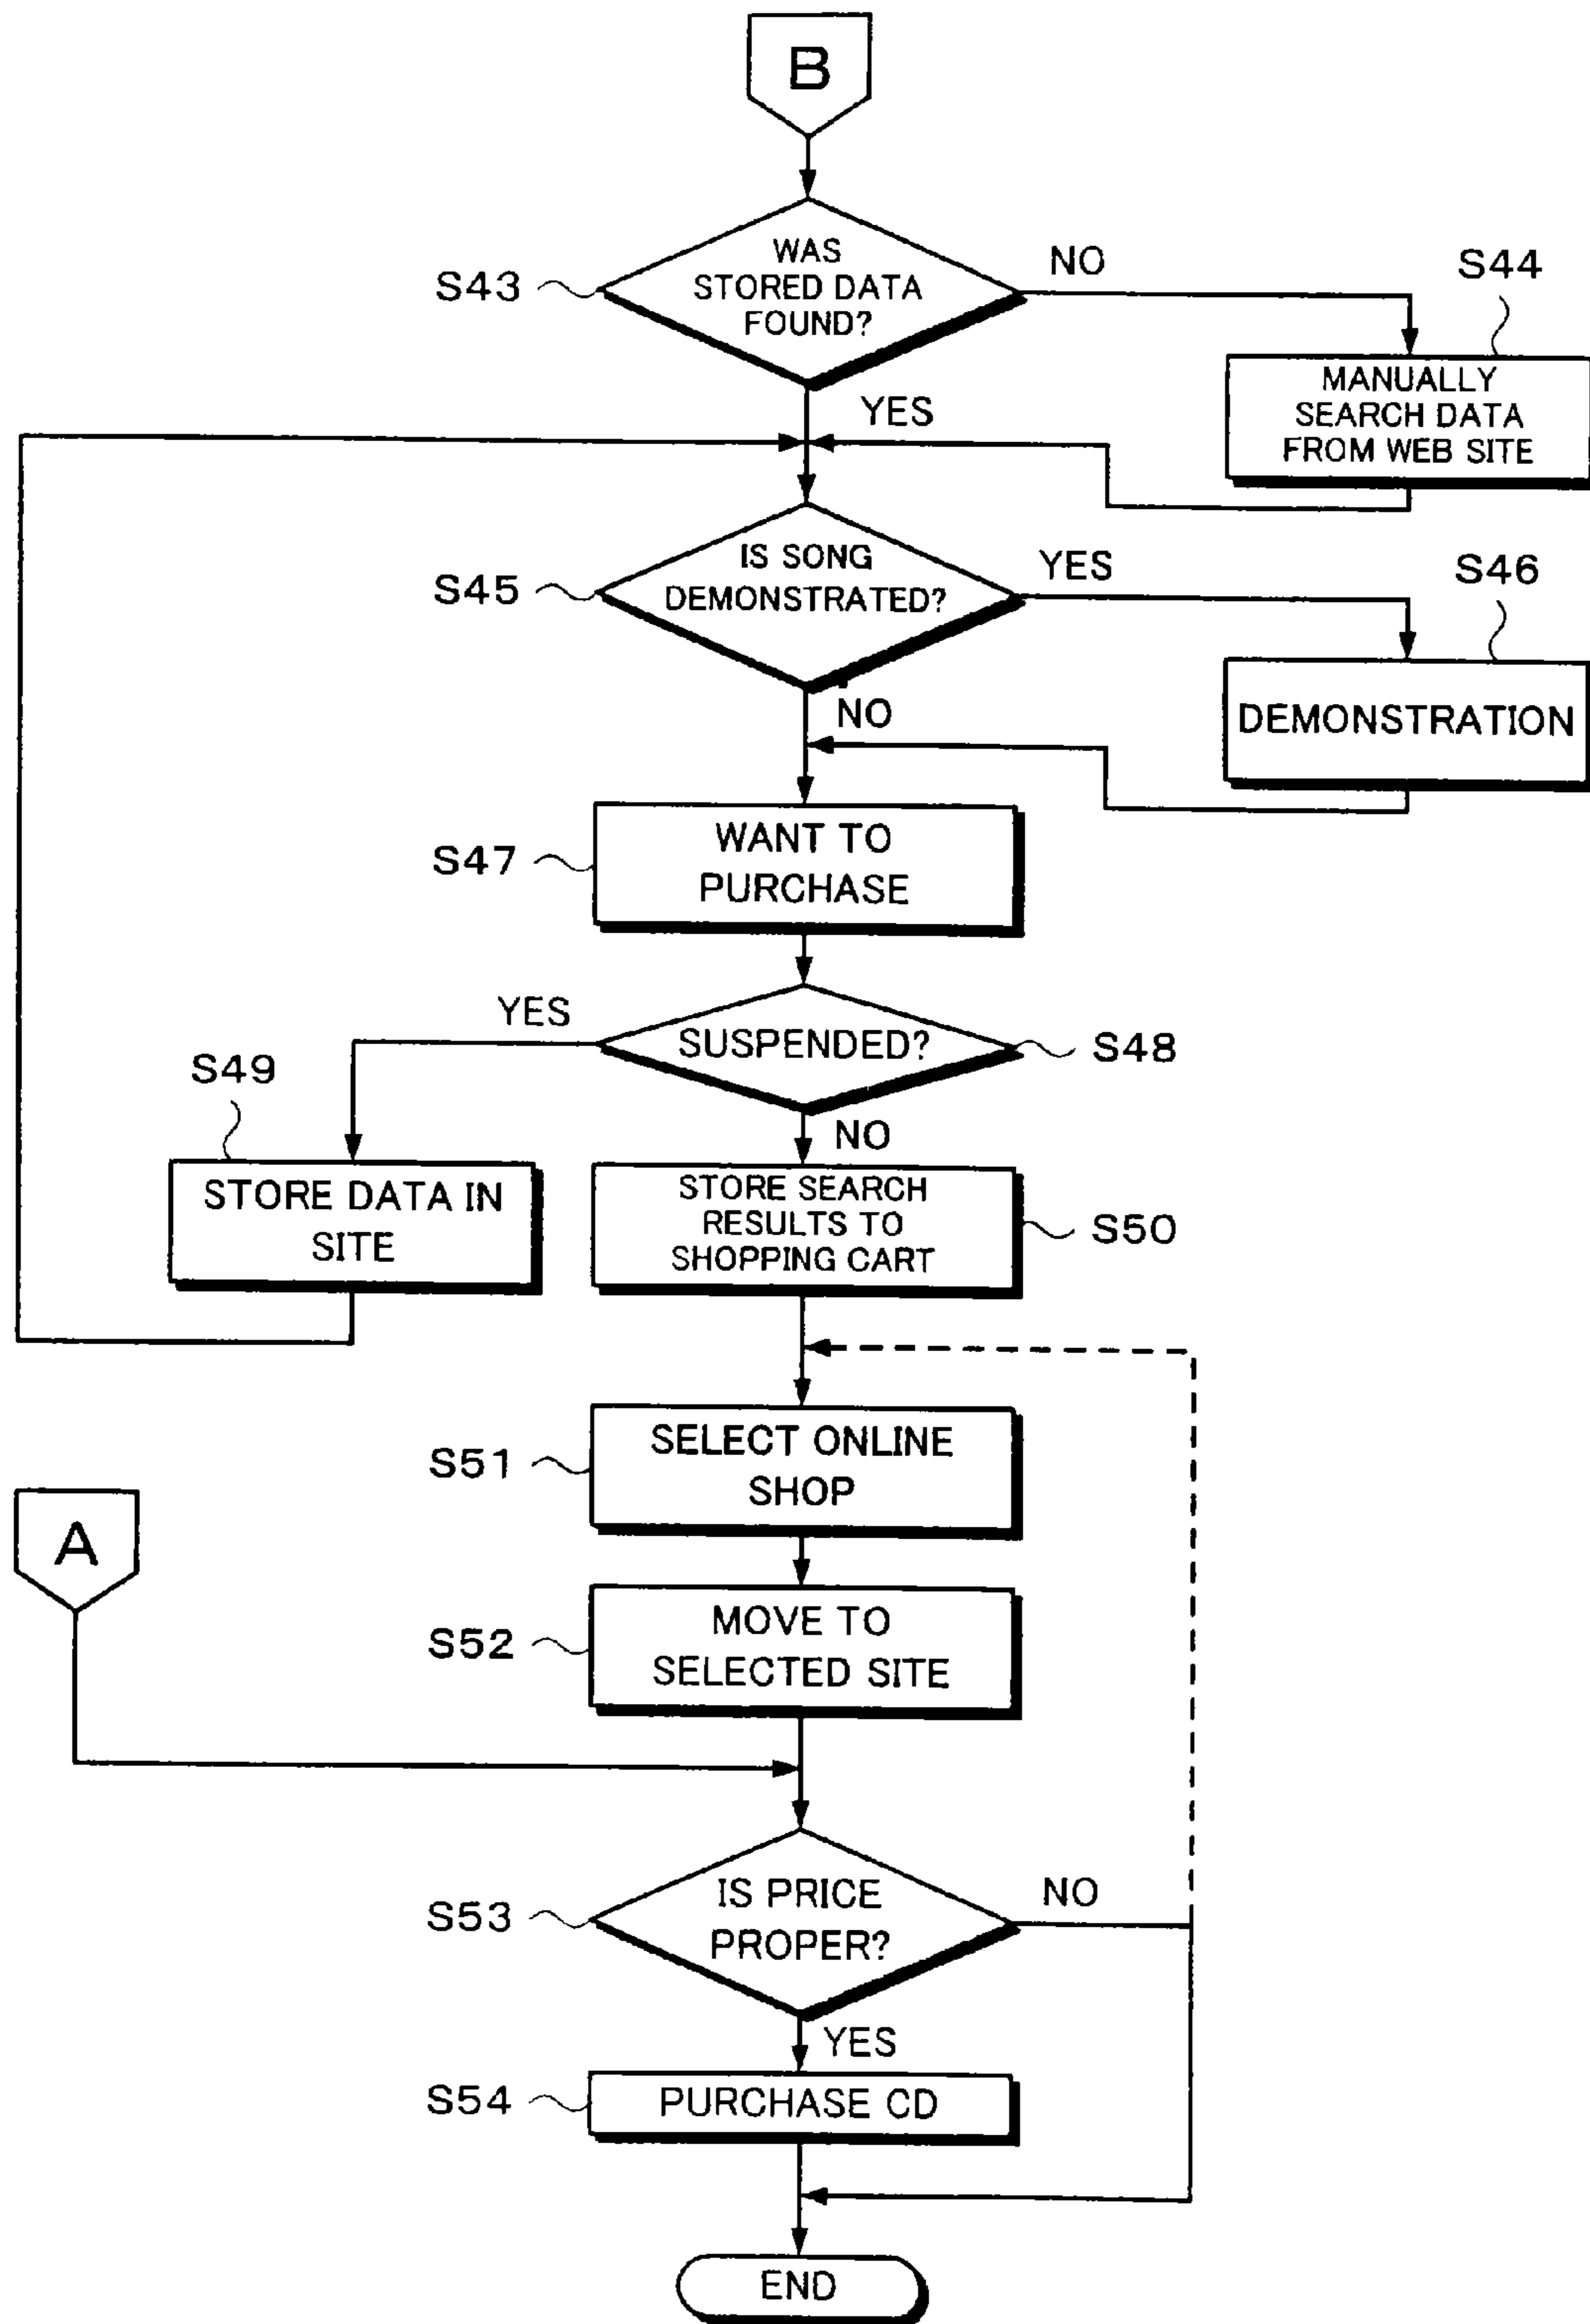 B
WAS
STORED DATA
FOUND?
S43
NO
S44
MANUALLY
SEARCH DATA
FROM WEB SITE
YES
IS SONG
DEMONSTRATED?
S45
YES
S46
DEMONSTRATION
NO
WANT TO
PURCHASE
S47
YES
SUSPENDED?
S48
S49
NO
STORE DATA IN
SITE
STORE SEARCH
RESULTS TO
SHOPPING CART
S50
SELECT ONLINE
SHOP
S51
A
MOVE TO
SELECTED SITE
S52
IS PRICE
PROPER?
S53
NO
YES
S54
PURCHASE CD
END